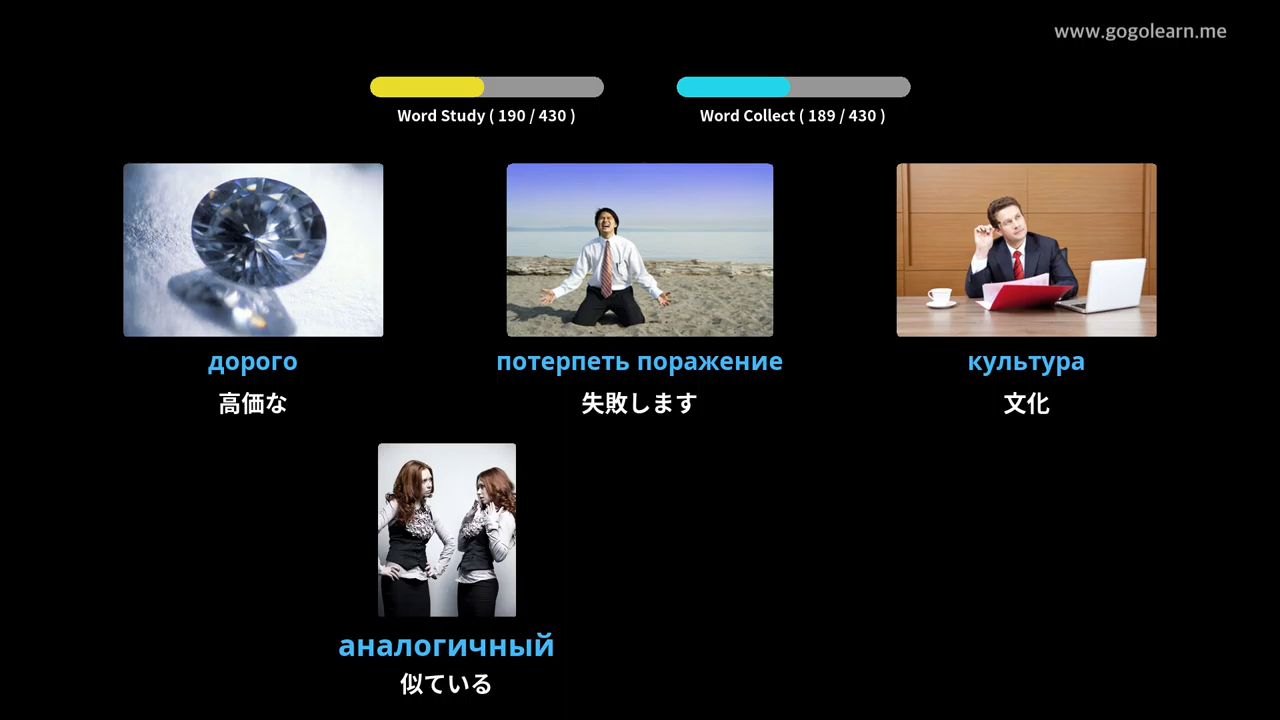 www.gogolearn.me
Word Study ( 190 / 430 )
Word Collect ( 189 / 430 )
дорого
потерпеть поражение
культура
高価な
失敗します
文化
аналогичный
似ている